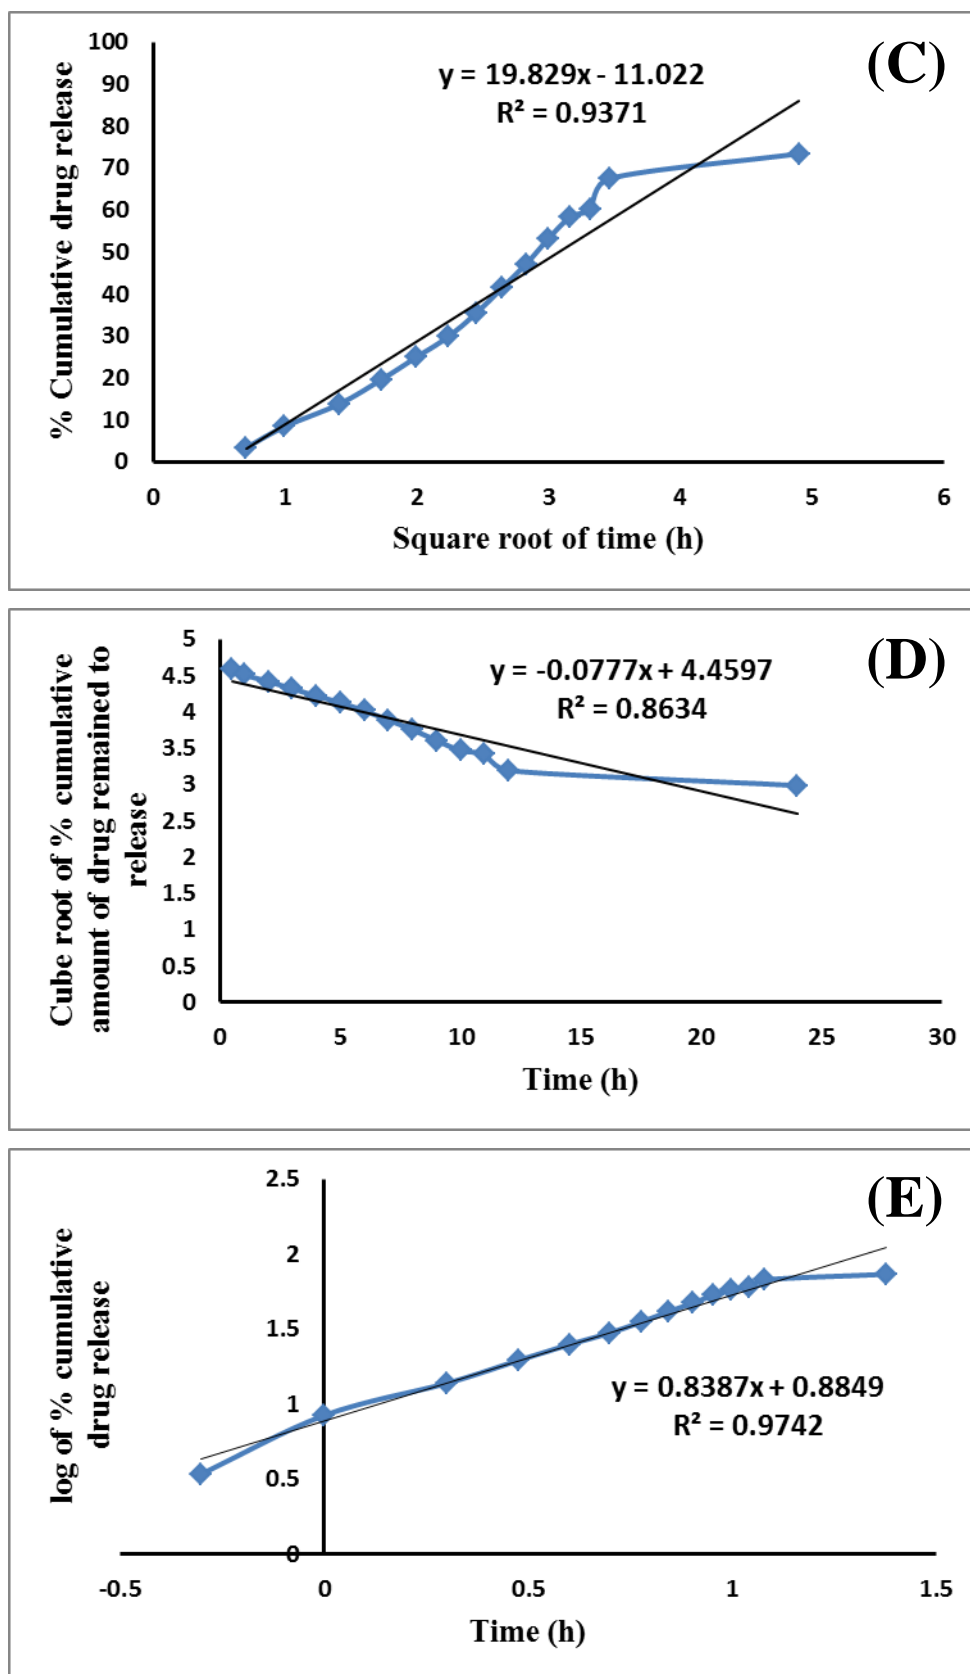 (C)
y = 19.829x - 11.022
R² = 0.9371
% Cumulative drug release
100
90
80
70
60
50
40
30
20
10
0
0 1 2 3 4 5 6
Square root of time (h)
(D)
y = -0.0777x + 4.4597
R² = 0.8634
Cube root of % cumulative
amount of drug remained to
release
5
4.5
4
3.5
3
2.5
2
1.5
1
0.5
0
0 5 10 15 20 25 30
Time (h)
(E)
log of % cumulative
drug release
2.5
2
1.5
1
0.5
0
y = 0.8387x + 0.8849
R² = 0.9742
-0.5 0 0.5 1 1.5
Time (h)